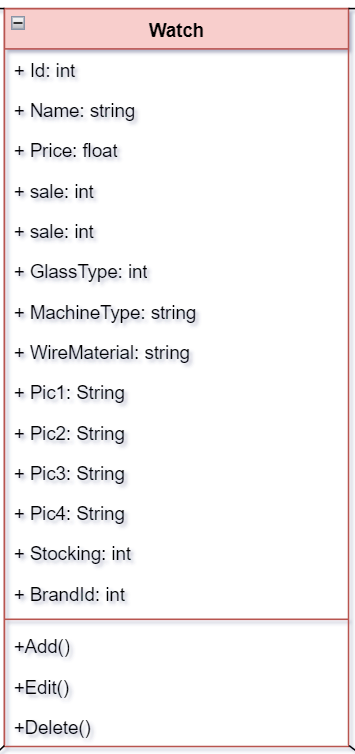 Watch
+ Id: int
+ Name: string
+ Price: float
+ sale: int
+ sale: int
+ GlassType: int
+ MachineType: string
+ WireMaterial: string
+ Pic1: String
+ Pic2: String
+ Pic3: String
+ Pic4: String
+ Stocking: int
+ BrandId: int
+Add()
+Edit()
+Delete()